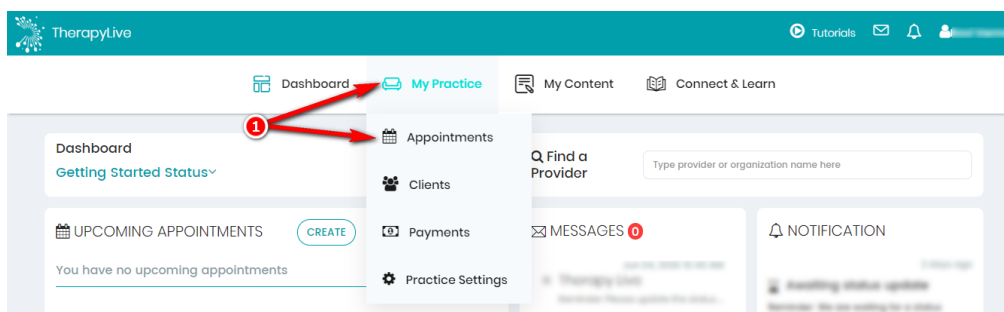 TherapyLive
Tutorials
Dashboard
My Practice
My Content
Connect & Learn
1
Appointments
Clients
Payments
Practice Settings
Dashboard
Getting Started Status
Find a
Provider
Type provider or organization name here
UPCOMING APPOINTMENTS
CREATE
You have no upcoming appointments
MESSAGES 0
NOTIFICATION